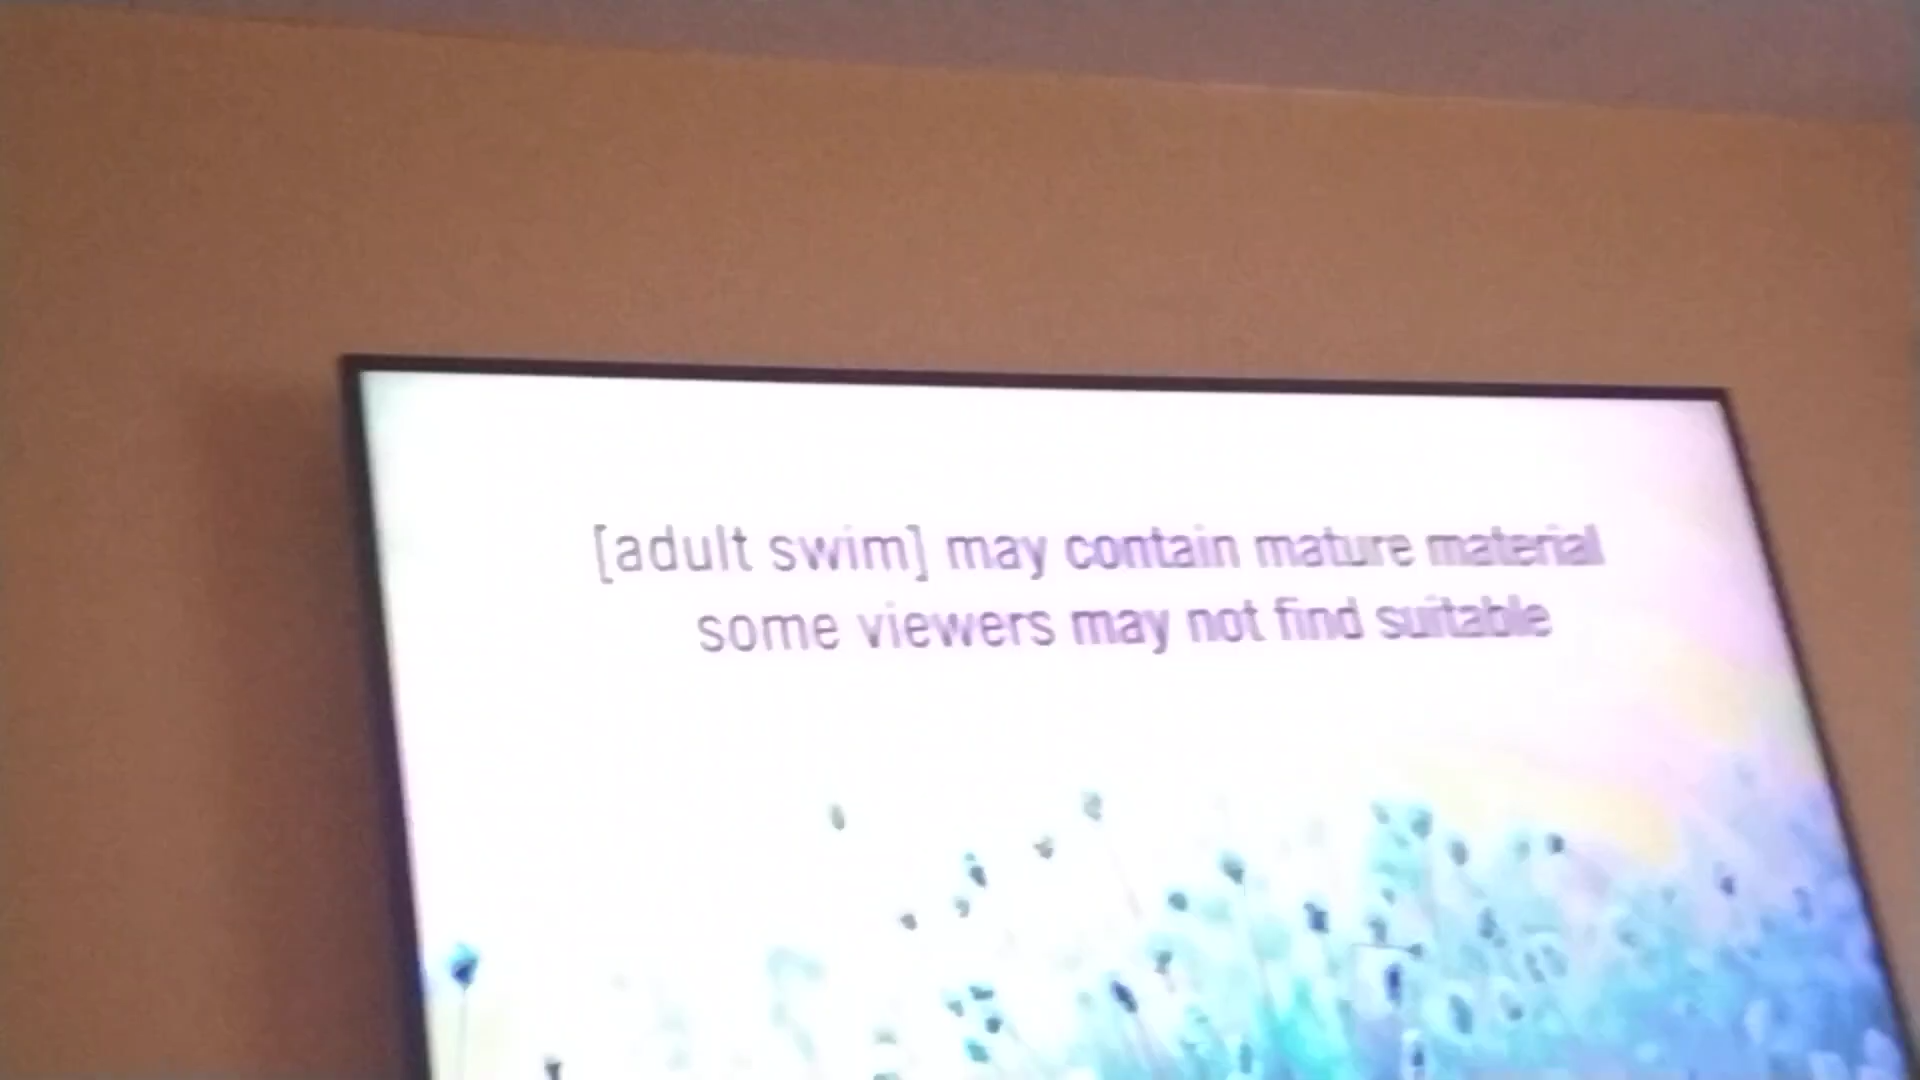 [adult swim] may contain mature material
some viewers may not find suitable